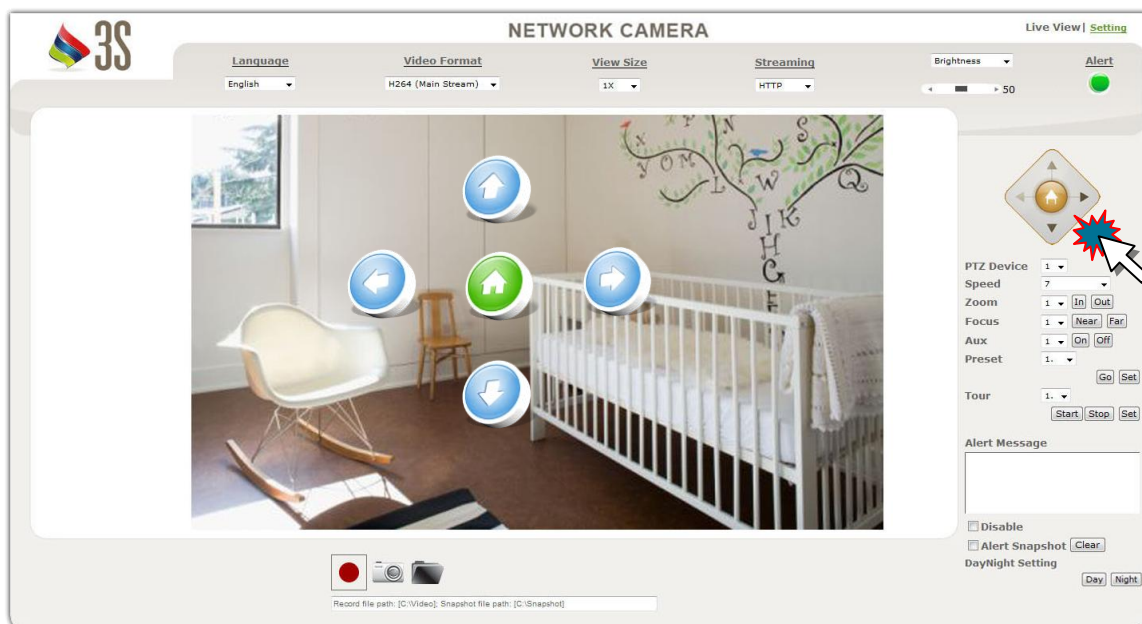 3S
NETWORK CAMERA
Live View| Setting
Language
Video Format
View Size
Streaming
Brightness
Alert
English
H264 (Main Stream)
1X
HTTP
50
P N S
X
Y O M L W Q
J I K
H
G
PTZ Device 1
Speed 7
Zoom 1 In Out
Focus 1 Near Far
Aux 1 On Off
Preset 1.
Go Set
Tour 1.
Start Stop Set
Alert Message
Disable
Alert Snapshot Clear
DayNight Setting
Day Night
Record file path: [C:\Video]; Snapshot file path: [C:\Snapshot]